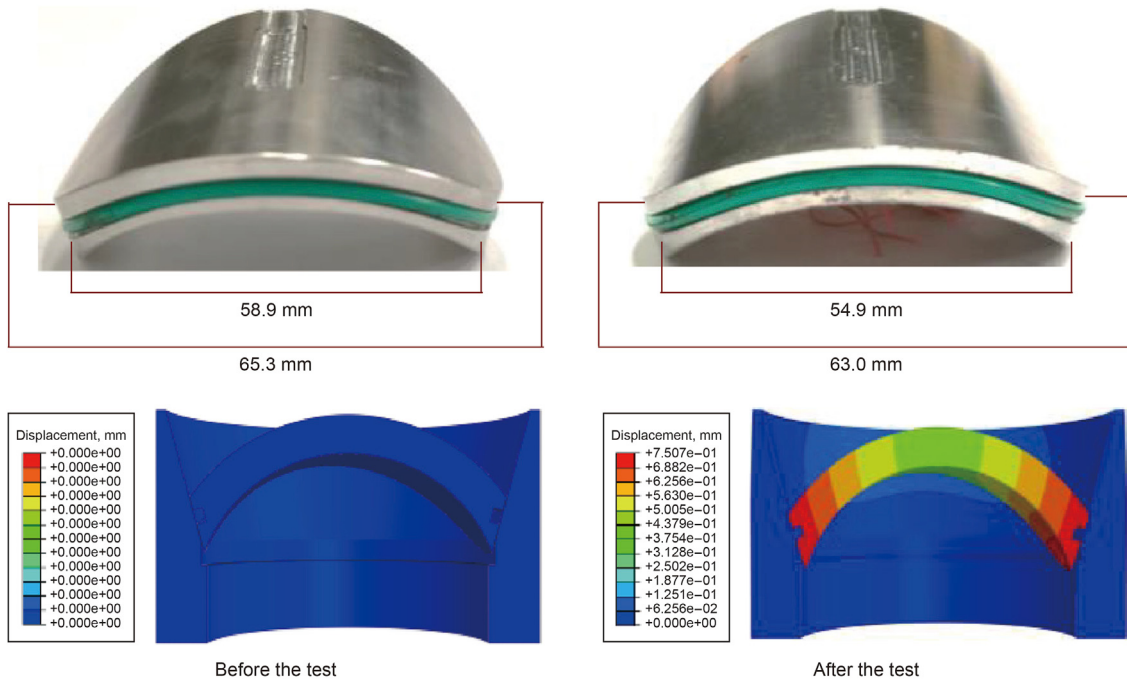 58.9 mm
65.3 mm
54.9 mm
63.0 mm
Displacement, mm
+0.000e+00
+0.000e+00
+0.000e+00
+0.000e+00
+0.000e+00
+0.000e+00
+0.000e+00
+0.000e+00
+0.000e+00
+0.000e+00
+0.000e+00
+0.000e+00
+0.000e+00
Displacement, mm
+7.507e−01
+6.882e−01
+6.256e−01
+5.630e−01
+5.005e−01
+4.379e−01
+3.754e−01
+3.128e−01
+2.502e−01
+1.877e−01
+1.251e−01
+6.256e−02
+0.000e+00
Before the test
After the test